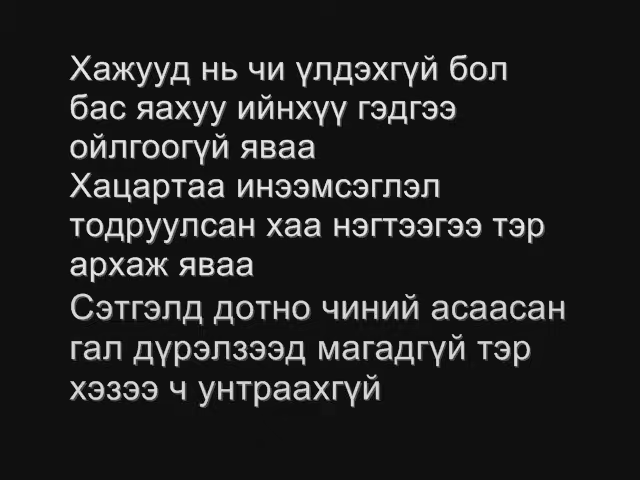 Хажууд нь чи үлдэхгүй бол
бас яахуу ийнхүү гэдгээ
ойлгоогүй яваа
Хацартаа инээмсэглэл
тодруулсан хаа нэгтээгээ тэр
архаж яваа
Сэтгэлд дотно чиний асаасан
гал дүрэлзээд магадгүй тэр
хэзээ ч унтраахгүй